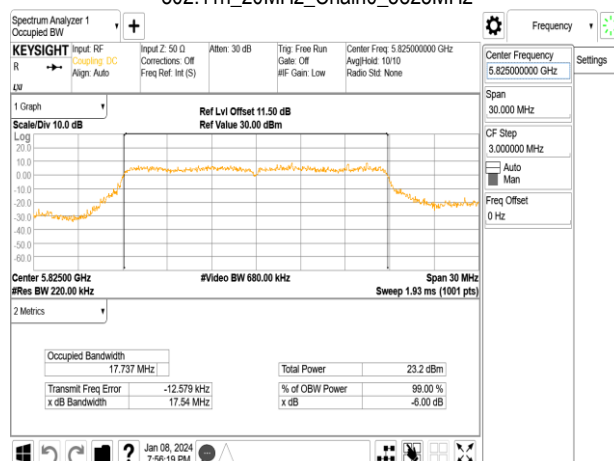 802.11n_20MHz_Chain0_5825MHz
Spectrum Analyzer 1
Occupied BW
Frequency
KEYSIGHT
R
Input: RF
Coupling: DC
Align: Auto
Input Z: 50 Ω
Corrections: Off
Freq Ref: Int (S)
Atten: 30 dB
Trig: Free Run
Gate: Off
#IF Gain: Low
Center Freq: 5.825000000 GHz
Avg|Hold: 10/10
Radio Std: None
Center Frequency
5.825000000 GHz
Settings
Span
30.000 MHz
CF Step
3.000000 MHz
Auto
Man
Freq Offset
0 Hz
1 Graph
Scale/Div 10.0 dB
Ref Lvl Offset 11.50 dB
Ref Value 30.00 dBm
Log
20.0
10.0
0.00
-10.0
-20.0
-30.0
-40.0
-50.0
-60.0
Center 5.82500 GHz
#Video BW 680.00 kHz
Span 30 MHz
#Res BW 220.00 kHz
Sweep 1.93 ms (1001 pts)
2 Metrics
Occupied Bandwidth
17.737 MHz
Total Power 23.2 dBm
Transmit Freq Error -12.579 kHz
% of OBW Power 99.00 %
x dB Bandwidth 17.54 MHz
x dB -6.00 dB
?
Jan 08, 2024
7:56:19 PM